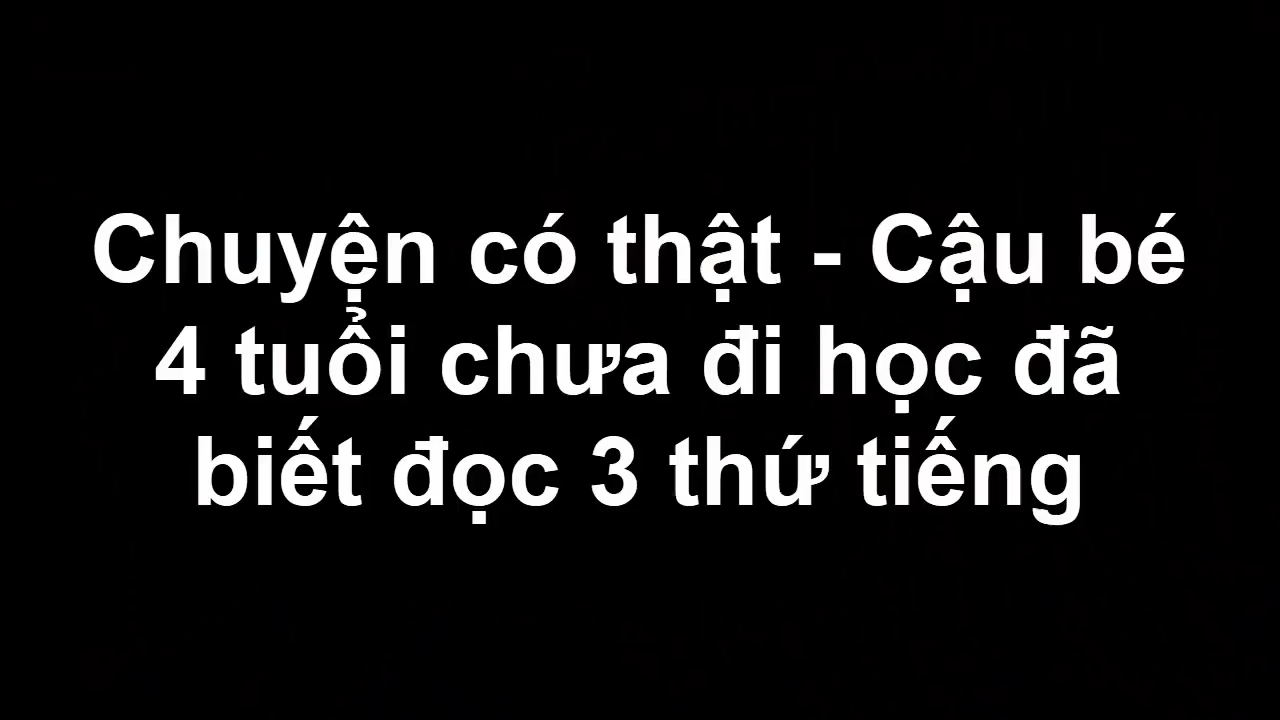 Chuyện có thật - Cậu bé
4 tuổi chưa đi học đã
biết đọc 3 thứ tiếng